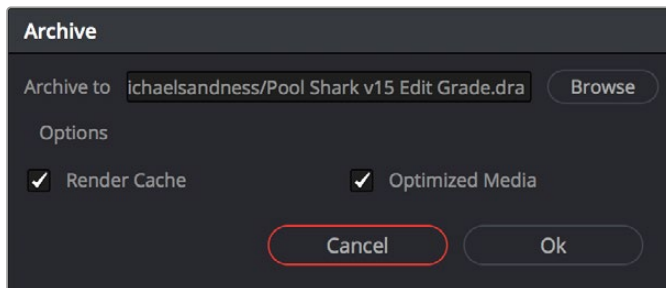 Archive
Archive to ichaelsandness/Pool Shark v15 Edit Grade.dra Browse
Options
Render Cache Optimized Media
Cancel Ok